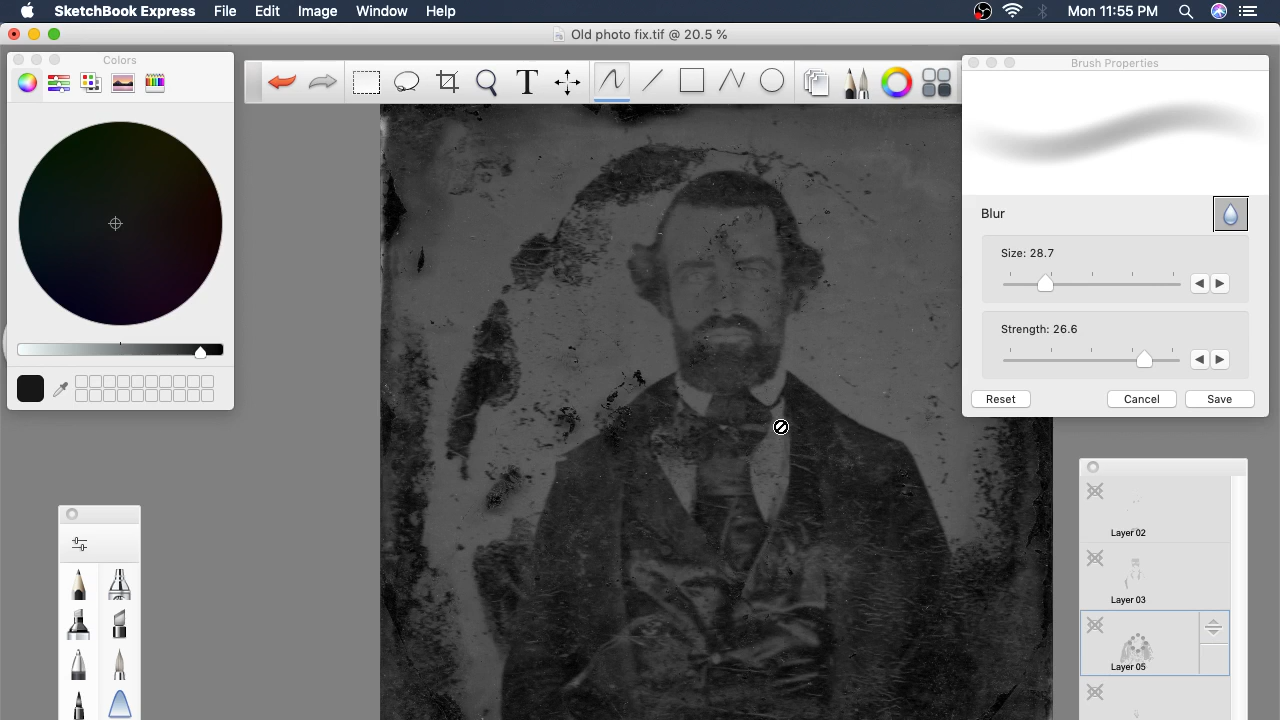 SketchBook Express File Edit Image Window Help Mon 11:55 PM
Old photo fix.tif @ 20.5 %
Colors
T
Brush Properties
Blur
Size: 28.7
Strength: 26.6
Reset Cancel Save
Layer 02
Layer 03
Layer 05